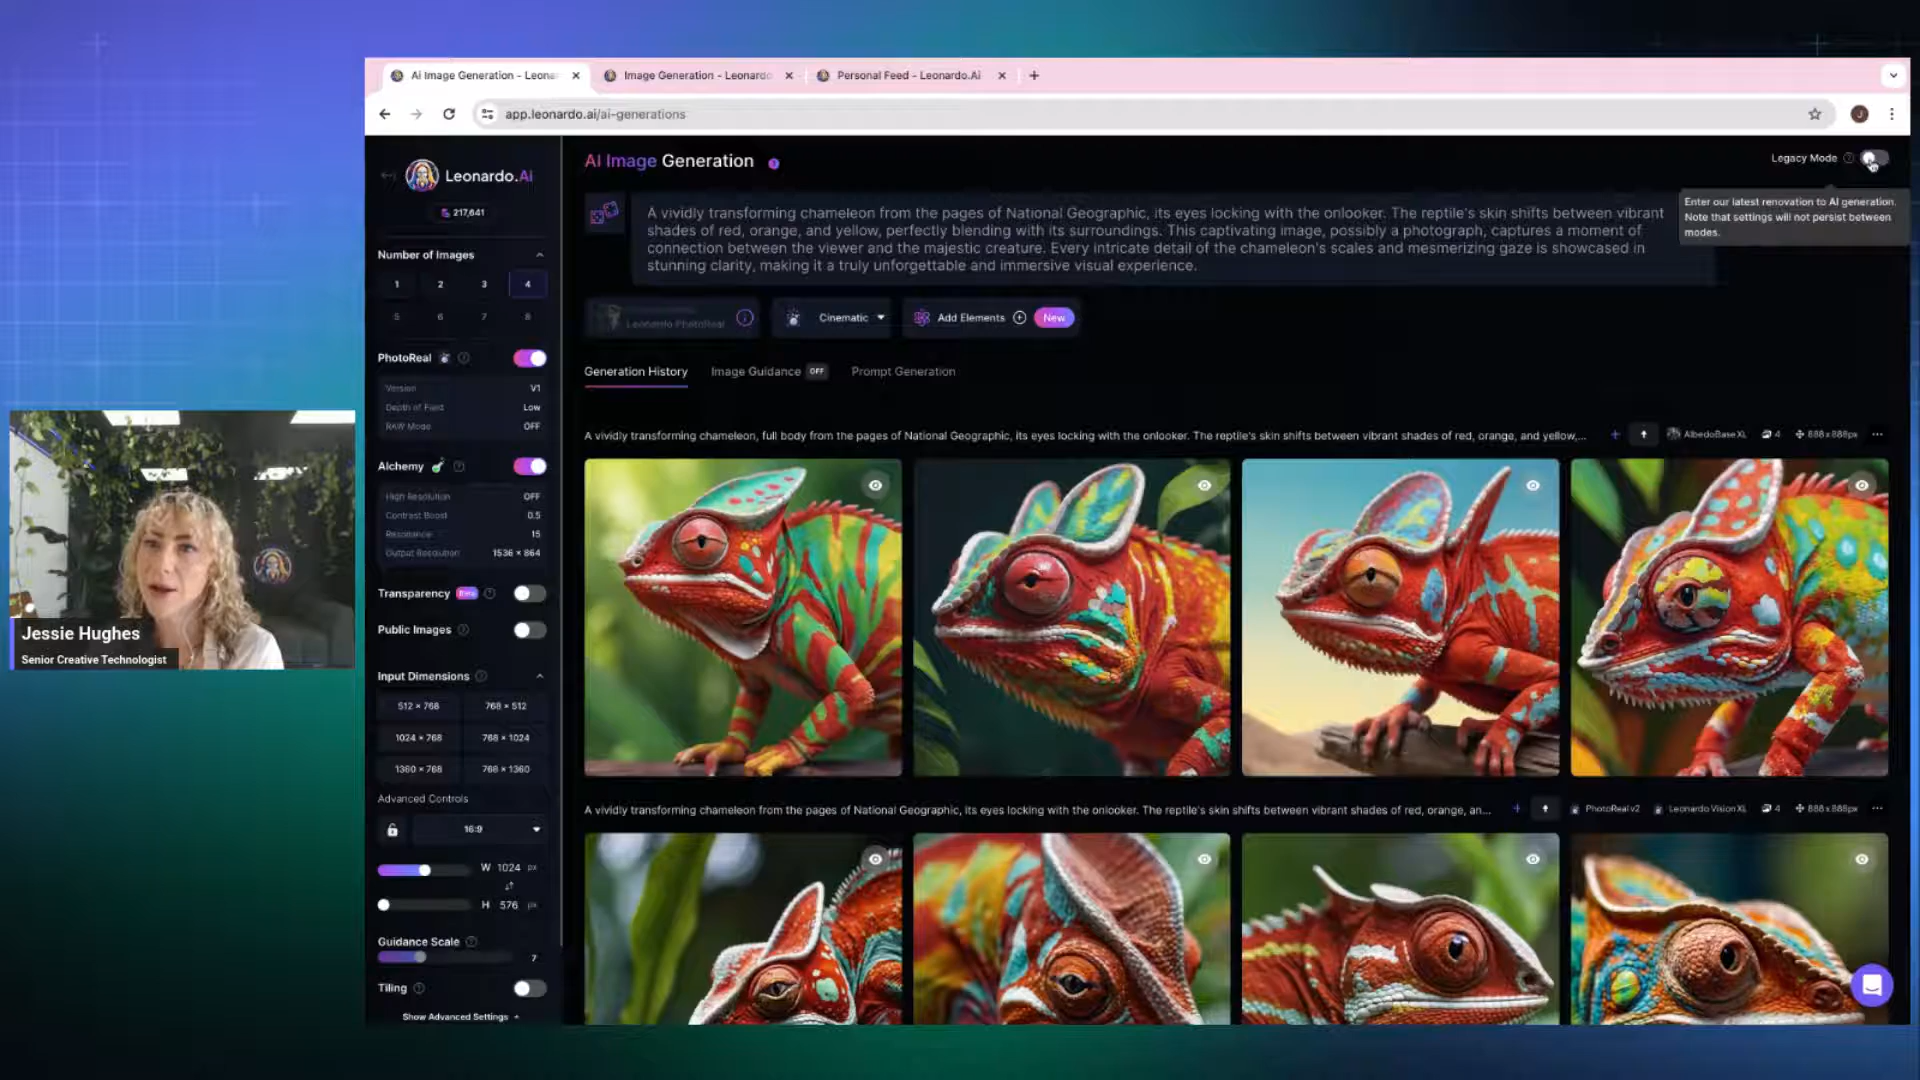 Ai Image Generation - Leona
Image Generation - Leonardo
Personal Feed - Leonardo.Ai
app.leonardo.ai/ai-generations
Leonardo.Ai
217,641
Number of Images
1 2 3 4
5 6 7 8
PhotoReal
Version V1
Depth of Field Low
RAW Mode OFF
Alchemy
High Resolution OFF
Contrast Boost 0.5
Resonance 15
Output Resolution 1536 × 864
Transparency Beta
Public Images
Input Dimensions
512 × 768 768 × 512
1024 × 768 768 × 1024
1360 × 768 768 × 1360
Advanced Controls
16:9
W 1024 px
H 576 px
Guidance Scale
7
Tiling
Show Advanced Settings
AI Image Generation
Legacy Mode
Enter our latest renovation to AI generation.
Note that settings will not persist between
modes.
A vividly transforming chameleon from the pages of National Geographic, its eyes locking with the onlooker. The reptile's skin shifts between vibrant
shades of red, orange, and yellow, perfectly blending with its surroundings. This captivating image, possibly a photograph, captures a moment of
connection between the viewer and the majestic creature. Every intricate detail of the chameleon's scales and mesmerizing gaze is showcased in
stunning clarity, making it a truly unforgettable and immersive visual experience.
Leonardo PhotoReal
Cinematic
Add Elements
New
Generation History
Image Guidance OFF
Prompt Generation
A vividly transforming chameleon, full body from the pages of National Geographic, its eyes locking with the onlooker. The reptile's skin shifts between vibrant shades of red, orange, and yellow,...
AlbedoBase XL 4 888x888px
A vividly transforming chameleon from the pages of National Geographic, its eyes locking with the onlooker. The reptile's skin shifts between vibrant shades of red, orange, an...
PhotoReal v2 Leonardo Vision XL 4 888x888px
Jessie Hughes
Senior Creative Technologist